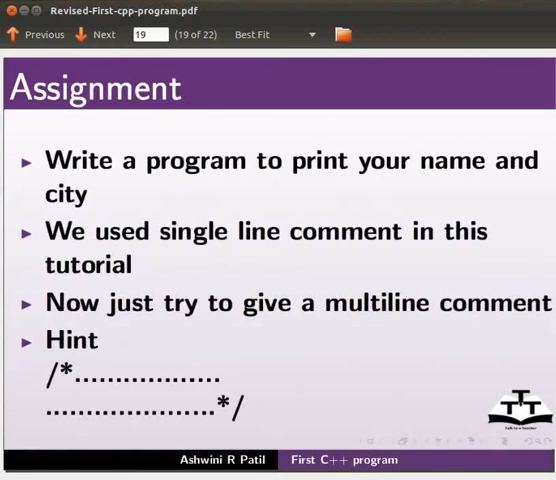 Revised-First-cpp-program.pdf
Previous Next 19 (19 of 22) Best Fit
Assignment
Write a program to print your name and
city
We used single line comment in this
tutorial
Now just try to give a multiline comment
Hint
/*..................
.....................*/
TTT
Talk to a Teacher
Ashwini R Patil First C++ program